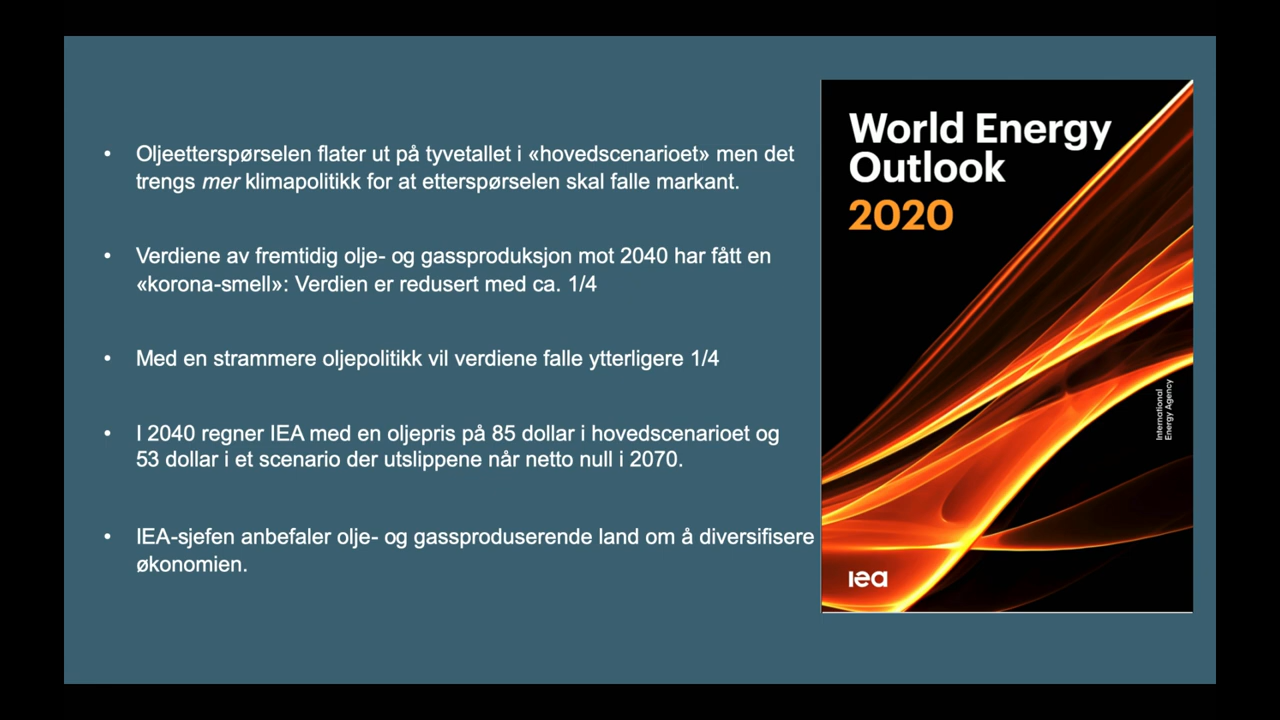 • Oljeetterspørselen flater ut på tyvetallet i «hovedscenarioet» men det
trengs mer klimapolitikk for at etterspørselen skal falle markant.
• Verdiene av fremtidig olje- og gassproduksjon mot 2040 har fått en
«korona-smell»: Verdien er redusert med ca. 1/4
• Med en strammere oljepolitikk vil verdiene falle ytterligere 1/4
• I 2040 regner IEA med en oljepris på 85 dollar i hovedscenarioet og
53 dollar i et scenario der utslippene når netto null i 2070.
• IEA-sjefen anbefaler olje- og gassproduserende land om å diversifisere
økonomien.
World Energy
Outlook
2020
International
Energy Agency
iea